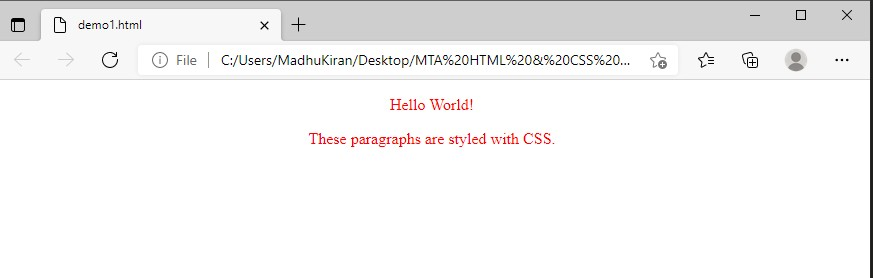 demo1.html
File
C:/Users/MadhuKiran/Desktop/MTA%20HTML%20&%20CSS%20...
Hello World!
These paragraphs are styled with CSS.